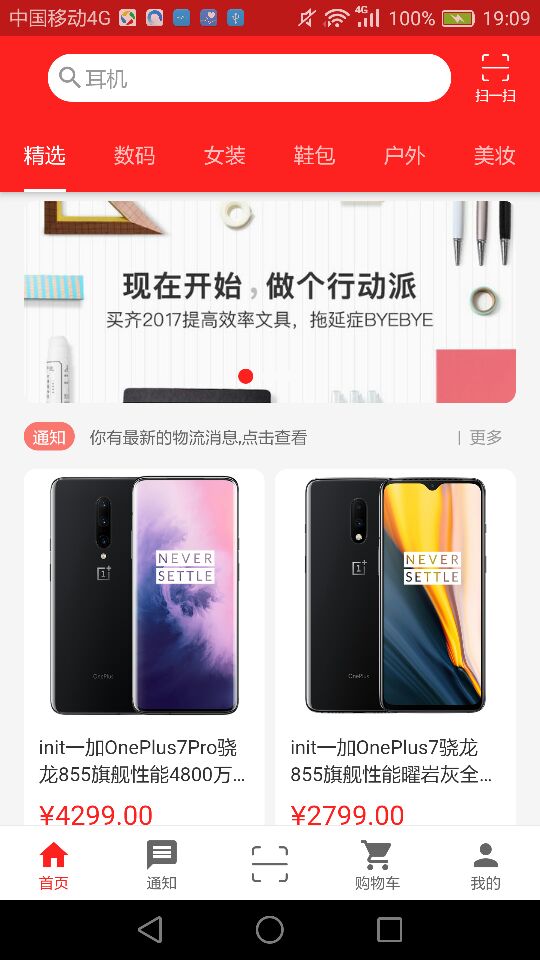 中国移动4G 4G 100% 19:09
耳机
扫一扫
精选 数码 女装 鞋包 户外 美妆
现在开始，做个行动派
买齐2017提高效率文具，拖延症BYEBYE
通知 你有最新的物流消息,点击查看 | 更多
NEVER
SETTLE
OnePlus
NEVER
SETTLE
OnePlus
init一加OnePlus7Pro骁
龙855旗舰性能4800万...
¥4299.00
init一加OnePlus7骁龙
855旗舰性能曜岩灰全...
¥2799.00
首页 通知 购物车 我的